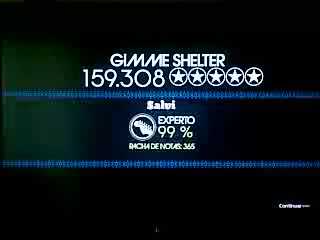 GIMME SHELTER
159.308
Salvi
EXPERTO
99 %
RACHA DE NOTAS: 365
Continuar